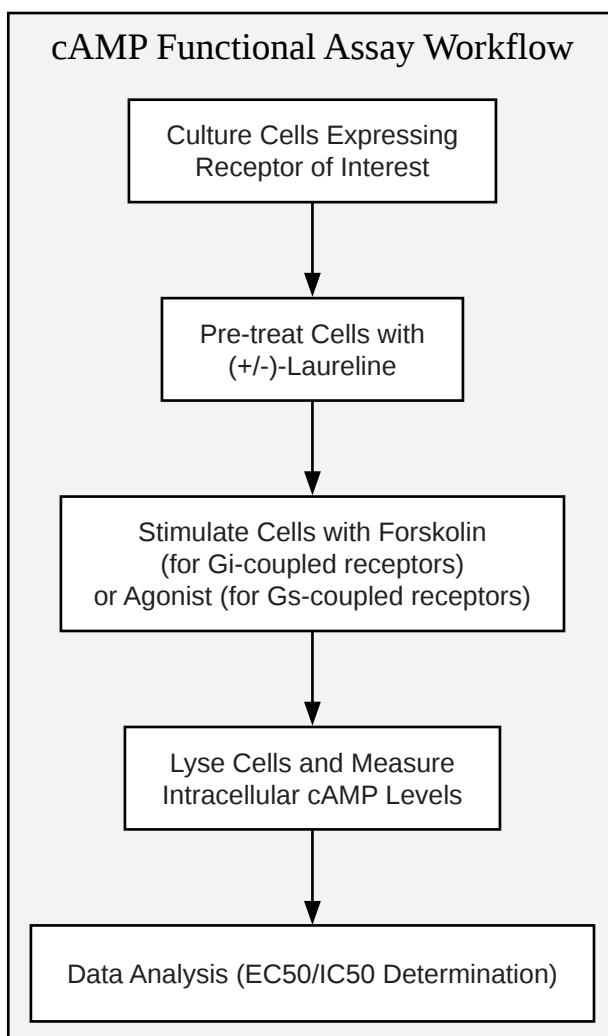 cAMP Functional Assay Workflow
Culture Cells Expressing
Receptor of Interest
Pre-treat Cells with
(+/-)-Laureline
Stimulate Cells with Forskolin
(for Gi-coupled receptors)
or Agonist (for Gs-coupled receptors)
Lyse Cells and Measure
Intracellular cAMP Levels
Data Analysis (EC50/IC50 Determination)